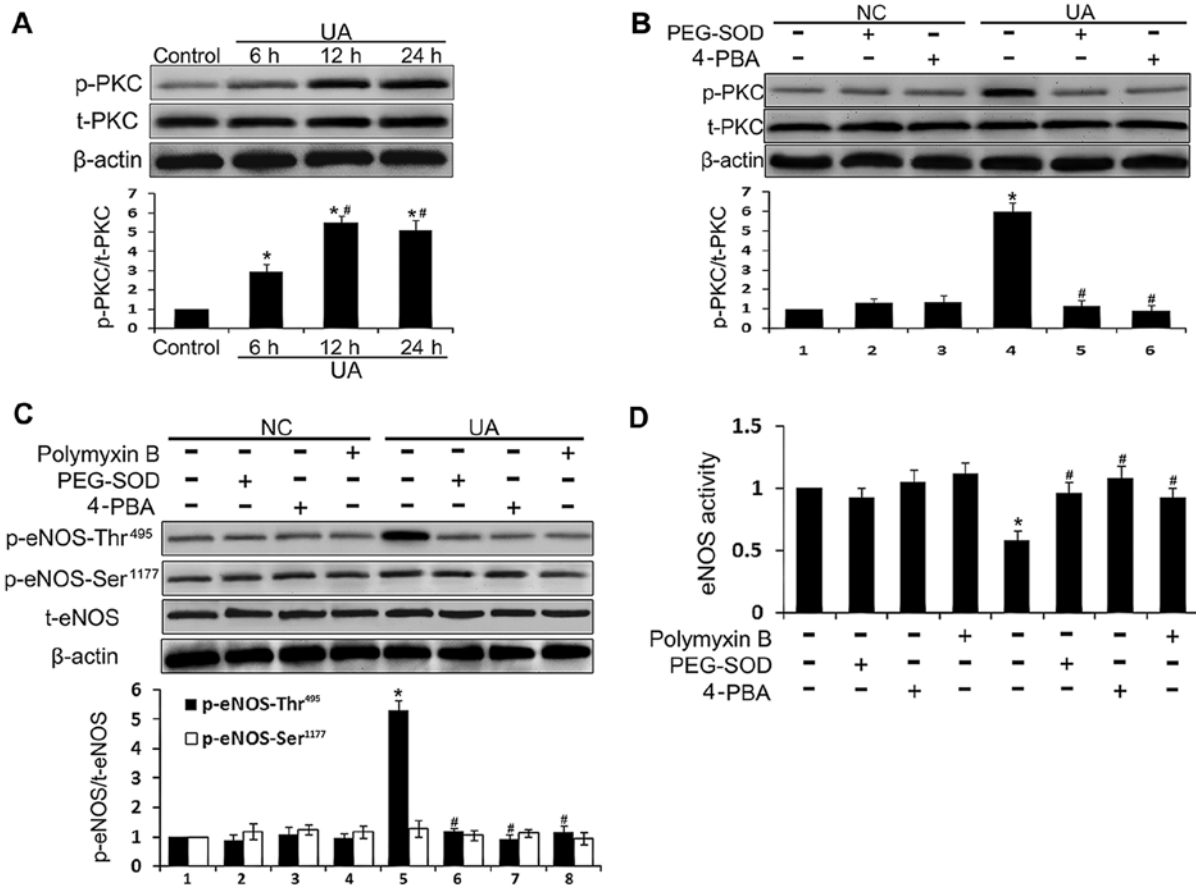 A
UA
Control 6 h 12 h 24 h
p-PKC
t-PKC
β-actin
p-PKC/t-PKC
7
6
5
4
3
2
1
0
*
* #
* #
Control 6 h 12 h 24 h
UA
B
NC UA
PEG-SOD - + - - + -
4-PBA - - + - - +
p-PKC
t-PKC
β-actin
p-PKC/t-PKC
7
6
5
4
3
2
1
0
*
#
#
1 2 3 4 5 6
C
NC UA
Polymyxin B - - - + - - - +
PEG-SOD - + - - - + - -
4-PBA - - + - - - + -
p-eNOS-Thr⁴⁹⁵
p-eNOS-Ser¹¹⁷⁷
t-eNOS
β-actin
p-eNOS/t-eNOS
6
5
4
3
2
1
0
p-eNOS-Thr⁴⁹⁵
p-eNOS-Ser¹¹⁷⁷
*
#
#
#
1 2 3 4 5 6 7 8
D
eNOS activity
1.5
1
0.5
0
*
#
#
#
Polymyxin B - - - + - - - +
PEG-SOD - + - - - + - -
4-PBA - - + - - - + -